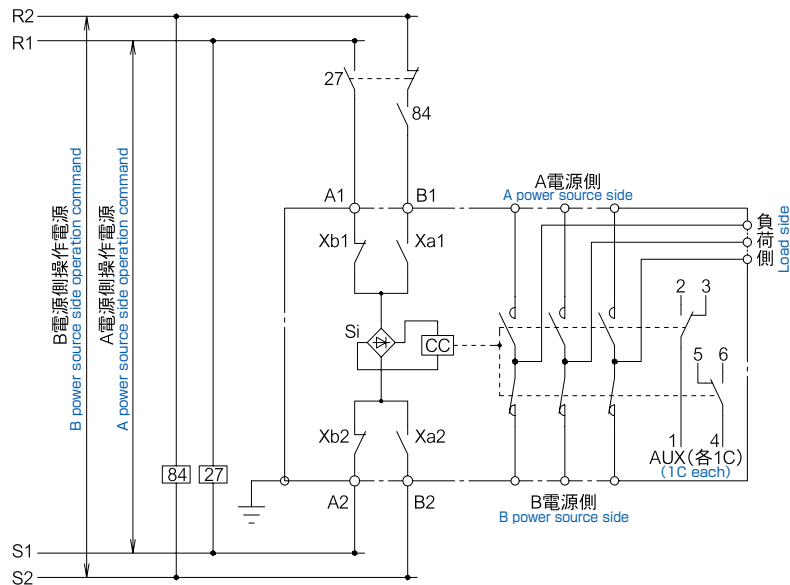 R2
R1
27
84
A1
B1
A電源側
A power source side
Xb1
Xa1
負荷側
Load side
B電源側操作電源
B power source side operation command
A電源側操作電源
A power source side operation command
2
3
Si
CC
5
6
Xb2
Xa2
1
4
AUX(各1C)
(1C each)
84
27
A2
B2
B電源側
B power source side
S1
S2